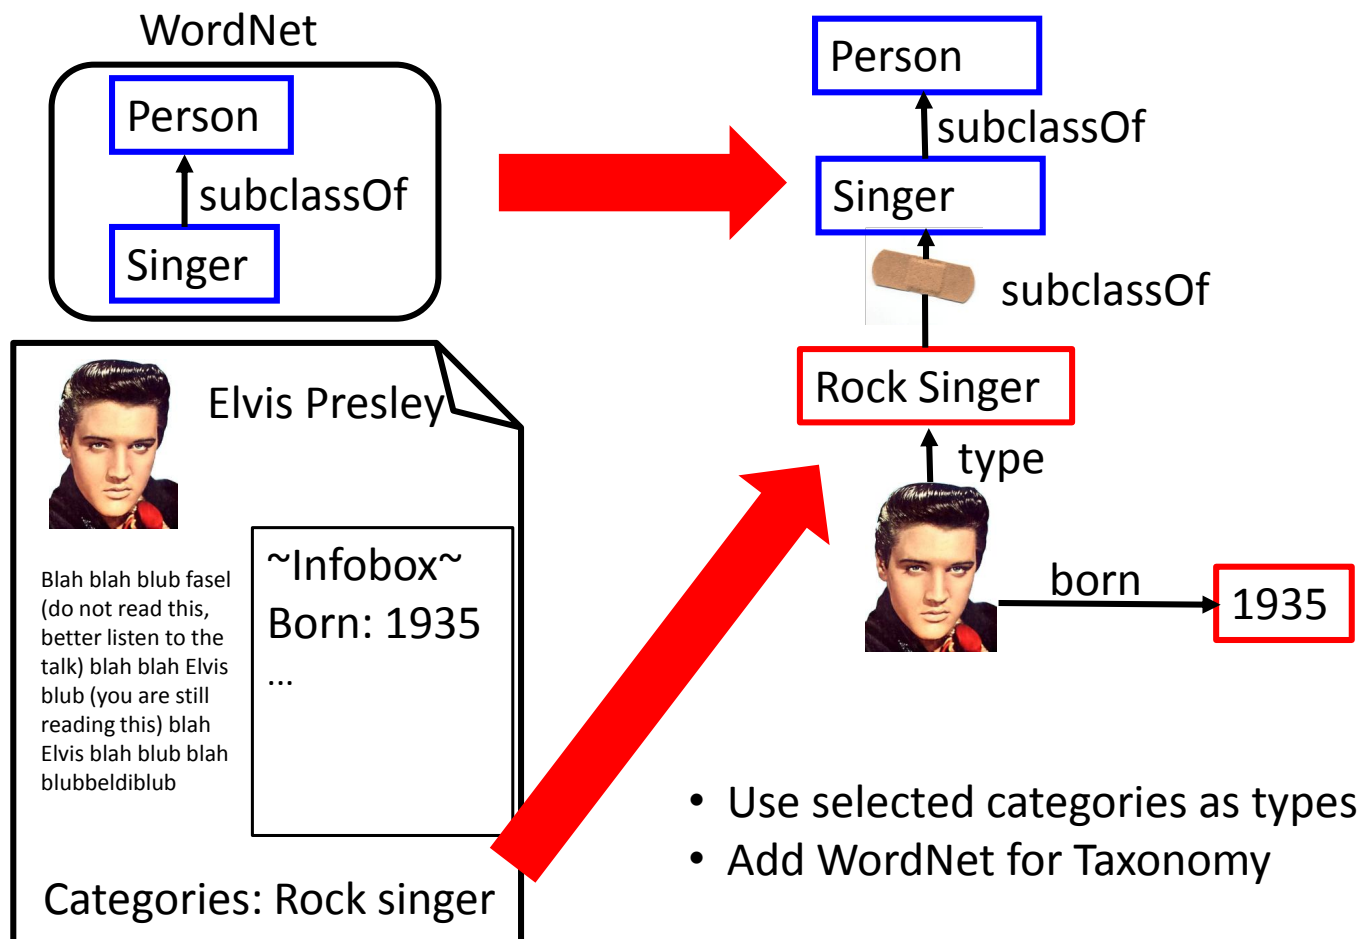 WordNet
Person
subclassOf
Singer
Elvis Presley
Blah blah blub fasel
(do not read this,
better listen to the
talk) blah blah Elvis
blub (you are still
reading this) blah
Elvis blah blub blah
blubbeldiblub
~Infobox~
Born: 1935
...
Categories: Rock singer
Person
subclassOf
Singer
subclassOf
Rock Singer
type
born
1935
• Use selected categories as types
• Add WordNet for Taxonomy